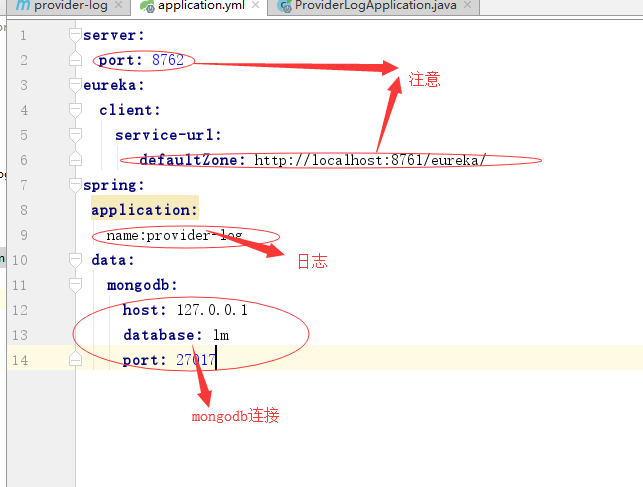 provider-log application.yml ProviderLogApplication.java
1 server:
2 port: 8762
3 eureka:
4 client:
5 service-url:
6 defaultZone: http://localhost:8761/eureka/
7 spring:
8 application:
9 name:provider-log
10 data:
11 mongodb:
12 host: 127.0.0.1
13 database: lm
14 port: 27017
注意
日志
mongodb连接